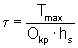 τ = T_max / (O_kp · h_s)